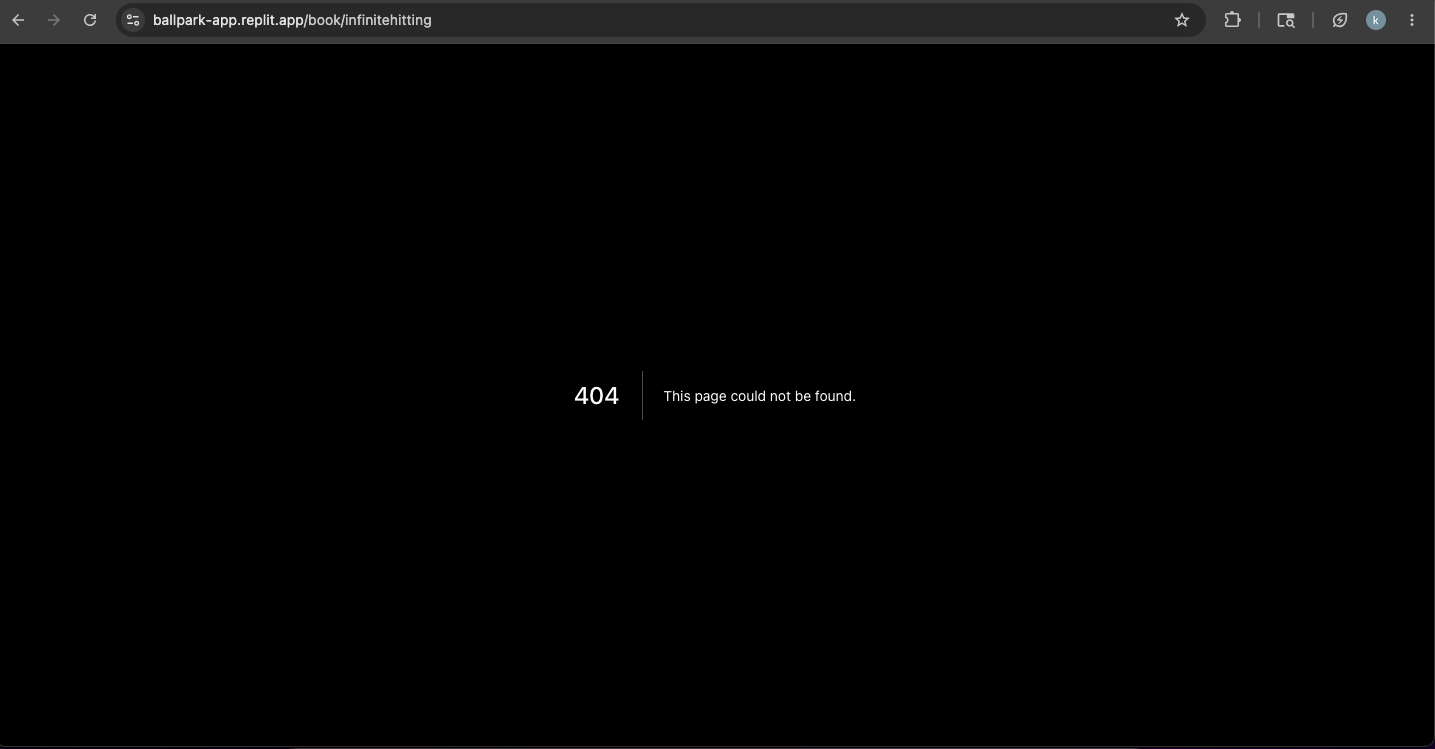 ballpark-app.replit.app/book/infinitehitting
k
404
This page could not be found.